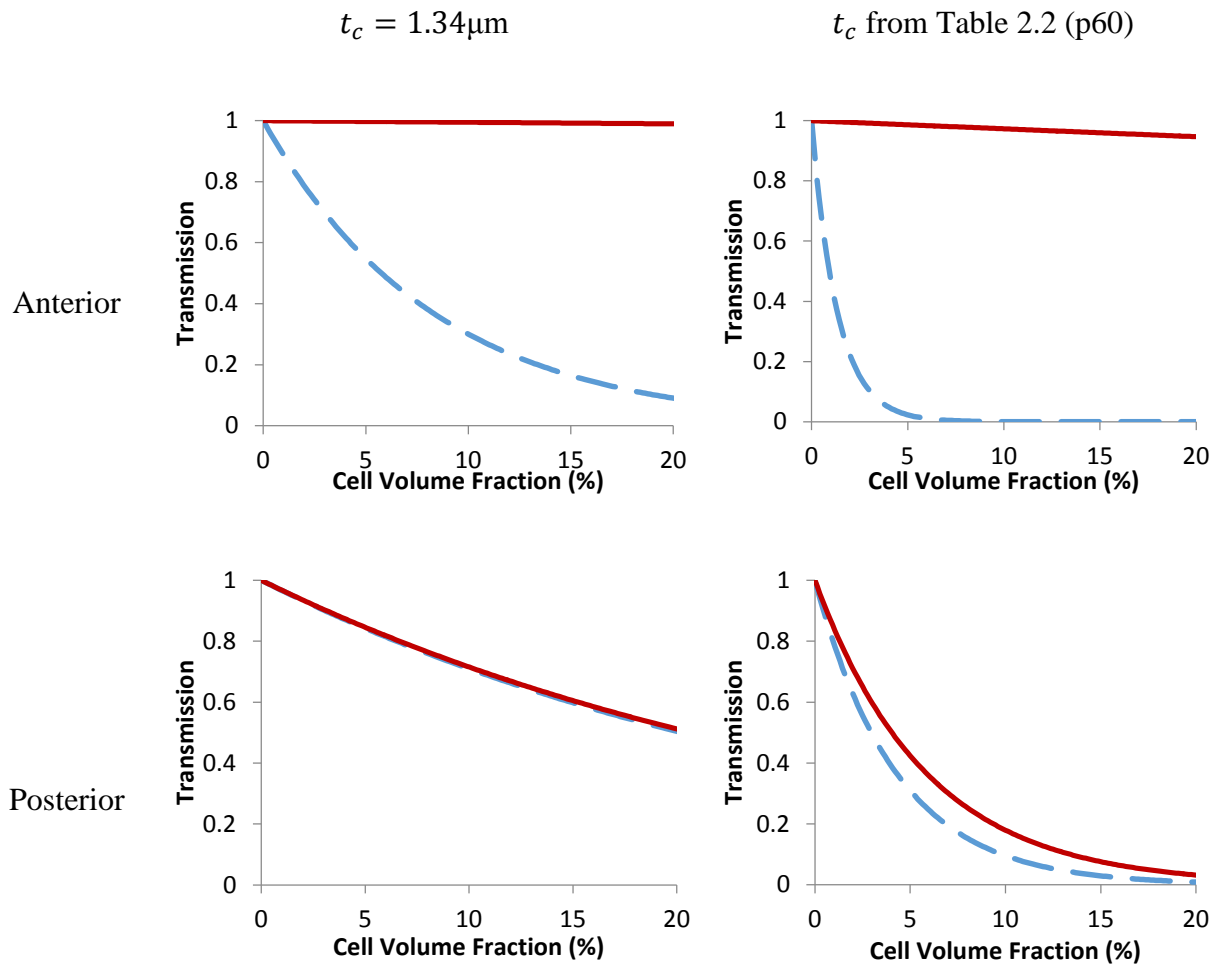 t_c = 1.34μm
t_c from Table 2.2 (p60)
Anterior
Transmission
1
0.8
0.6
0.4
0.2
0
0 5 10 15 20
Cell Volume Fraction (%)
Transmission
1
0.8
0.6
0.4
0.2
0
0 5 10 15 20
Cell Volume Fraction (%)
Posterior
Transmission
1
0.8
0.6
0.4
0.2
0
0 5 10 15 20
Cell Volume Fraction (%)
Transmission
1
0.8
0.6
0.4
0.2
0
0 5 10 15 20
Cell Volume Fraction (%)